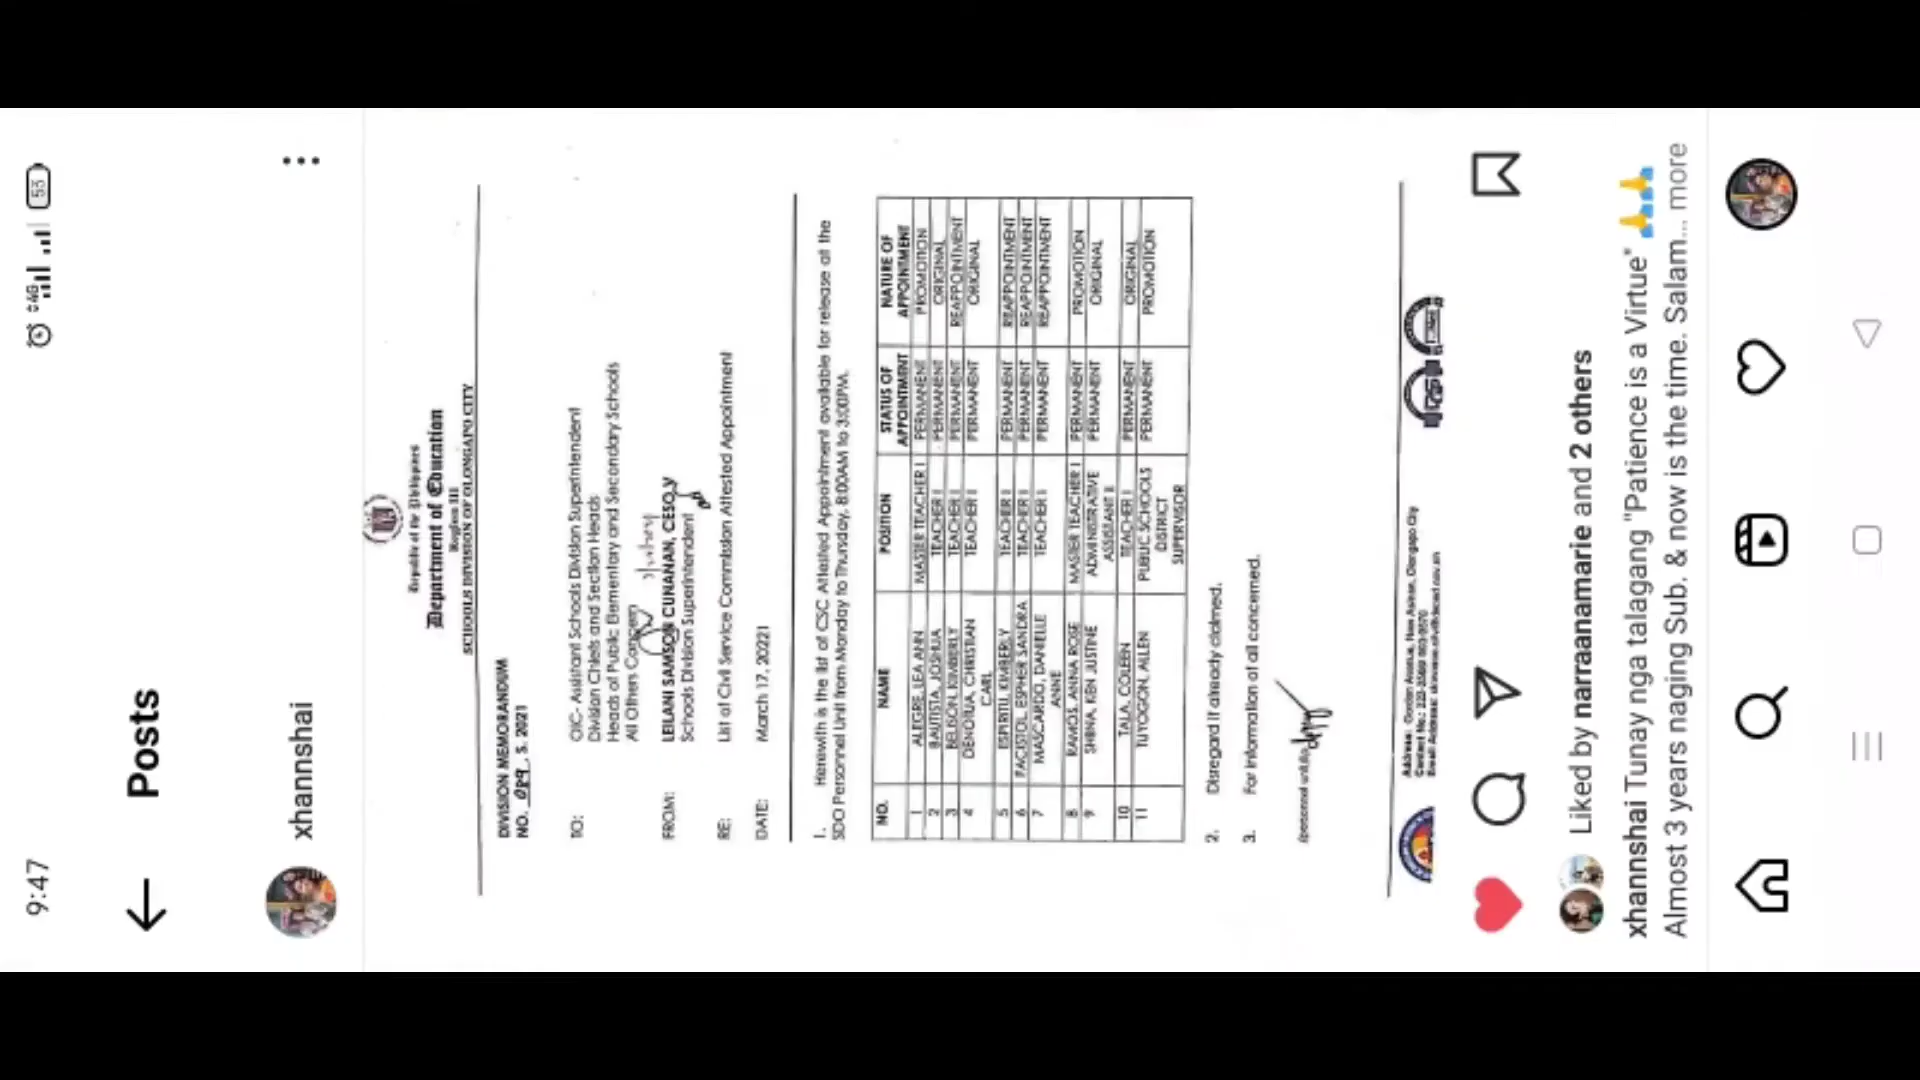 9:47
4G
53
Posts
xhannshai
Republic of the Philippines
Department of Education
Region III
SCHOOLS DIVISION OF OLONGAPO CITY
DIVISION MEMORANDUM
NO. , S. 2021
TO: OIC- Assistant Schools Division Superintendent
Division Chiefs and Section Heads
Heads of Public Elementary and Secondary Schools
All Others Concern
FROM: LEILANI SAMSON CUNANAN, CESO V
Schools Division Superintendent
RE: List of Civil Service Commission Attested Appointment
DATE: March 17, 20221
1. Herewith is the list of CSC Attested Appointment available for release at the
SDO Personnel Unit from Monday to Thursday, 8:00AM to 3:00PM.
NO. NAME POSITION STATUS OF APPOINTMENT NATURE OF APPOINTMENT
1 ALEGRE, LEA ANN MASTER TEACHER I PERMANENT PROMOTION
2 BAUTISTA, JOSHUA TEACHER I PERMANENT ORIGINAL
3 BELISON, KIMBERLY TEACHER I PERMANENT REAPPOINTMENT
4 CHRISTIAN CARL TEACHER I PERMANENT ORIGINAL
5 ESPIRITU, KIMBERLY TEACHER I PERMANENT REAPPOINTMENT
6 ESPHER SANDRA TEACHER I PERMANENT REAPPOINTMENT
7 MASCARDO, DANIELLE ANNE TEACHER I PERMANENT REAPPOINTMENT
8 RAMOS, ANNA ROSE MASTER TEACHER I PERMANENT PROMOTION
9 KEN JUSTINE ADMINISTRATIVE ASSISTANT II PERMANENT ORIGINAL
10 TALA, COLEEN TEACHER I PERMANENT ORIGINAL
11 TUYOGON, ALLEN PUBLIC SCHOOLS DISTRICT SUPERVISOR PERMANENT PROMOTION
2. Disregard if already claimed.
3. For information of all concerned.
Liked by narraanamarie and 2 others
xhannshai Tunay nga talagang "Patience is a Virtue" 🙏🙏
Almost 3 years naging Sub. & now is the time. Salam... more